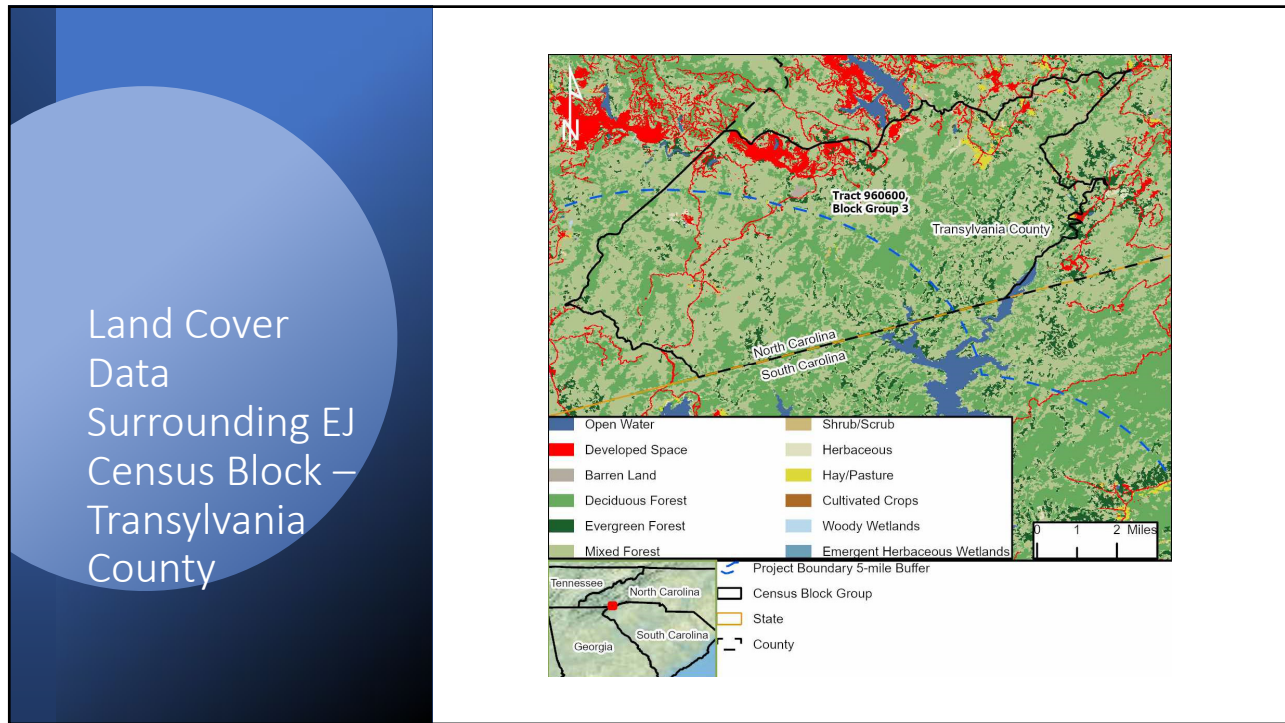 Land Cover
Data
Surrounding EJ
Census Block –
Transylvania
County
N
Tract 960600,
Block Group 3
Transylvania County
North Carolina
South Carolina
Open Water
Developed Space
Barren Land
Deciduous Forest
Evergreen Forest
Mixed Forest
Shrub/Scrub
Herbaceous
Hay/Pasture
Cultivated Crops
Woody Wetlands
Emergent Herbaceous Wetlands
0 1 2 Miles
Tennessee
North Carolina
South Carolina
Georgia
Project Boundary 5-mile Buffer
Census Block Group
State
County